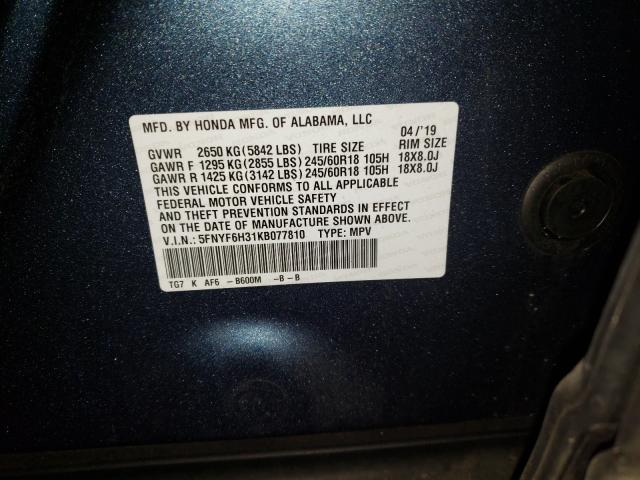 MFD. BY HONDA MFG. OF ALABAMA, LLC 04/'19
GVWR 2650 KG (5842 LBS) TIRE SIZE RIM SIZE
GAWR F 1295 KG (2855 LBS) 245/60R18 105H 18X8.0J
GAWR R 1425 KG (3142 LBS) 245/60R18 105H 18X8.0J
THIS VEHICLE CONFORMS TO ALL APPLICABLE
FEDERAL MOTOR VEHICLE SAFETY
AND THEFT PREVENTION STANDARDS IN EFFECT
ON THE DATE OF MANUFACTURE SHOWN ABOVE.
V.I.N.: 5FNYF6H31KB077810 TYPE: MPV
TG7 K AF6 -B600M -B-B